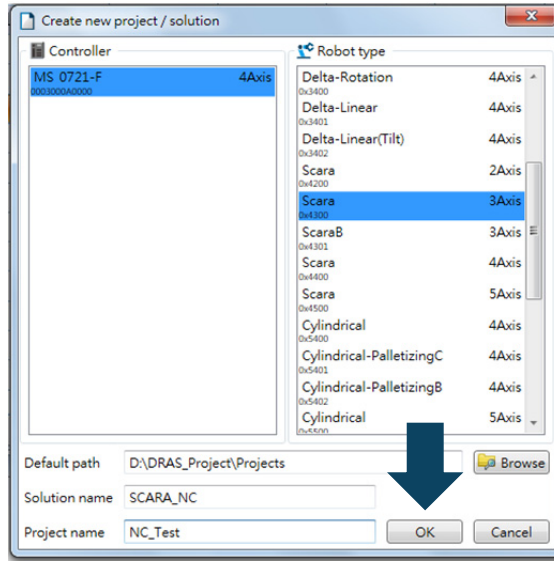 Create new project / solution
Controller
MS 0721-F 4Axis
0003000A0000
Robot type
Delta-Rotation 4Axis
0x3400
Delta-Linear 4Axis
0x3401
Delta-Linear(Tilt) 4Axis
0x3402
Scara 2Axis
0x4200
Scara 3Axis
0x4300
ScaraB 3Axis
0x4301
Scara 4Axis
0x4400
Scara 5Axis
0x4500
Cylindrical 4Axis
0x5400
Cylindrical-PalletizingC 4Axis
0x5401
Cylindrical-PalletizingB 4Axis
0x5402
Cylindrical 5Axis
0x5500
Default path D:\DRAS_Project\Projects Browse
Solution name SCARA_NC
Project name NC_Test OK Cancel